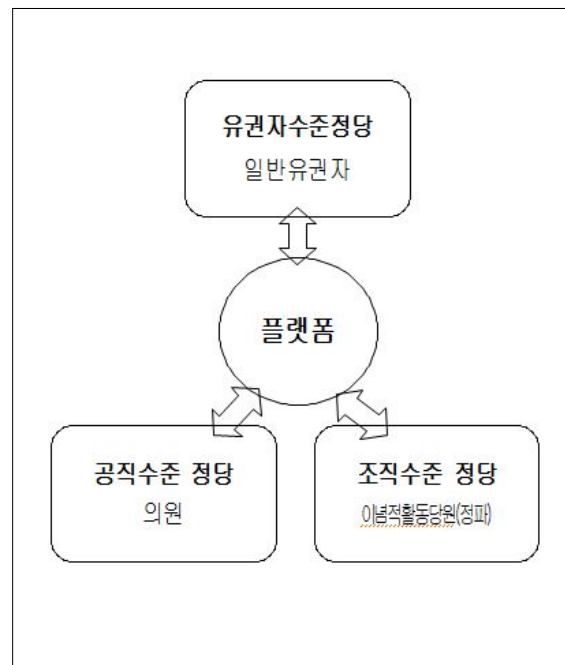 유권자수준정당
일반유권자
플랫폼
공직수준 정당
의원
조직수준 정당
이념적활동당원(정파)